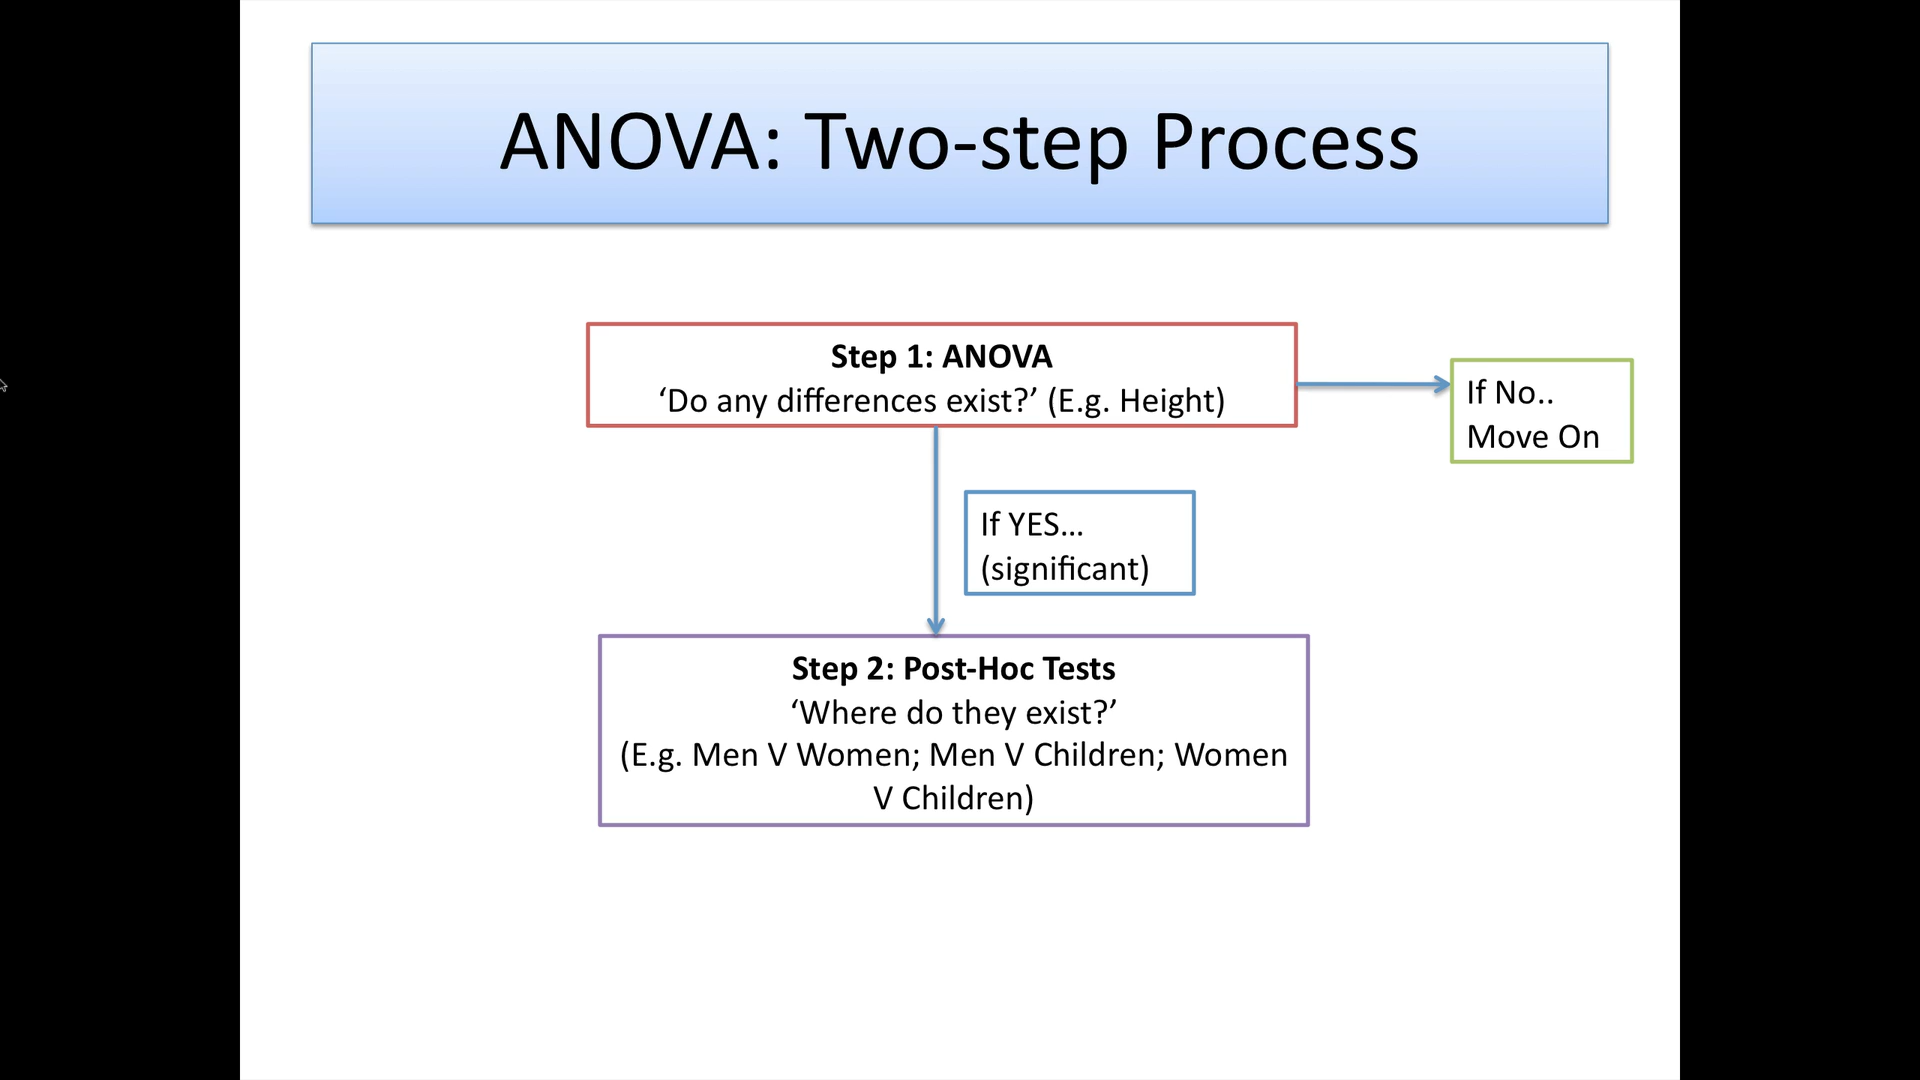 ANOVA: Two-step Process
Step 1: ANOVA
‘Do any differences exist?’ (E.g. Height)
If No..
Move On
If YES…
(significant)
Step 2: Post-Hoc Tests
‘Where do they exist?’
(E.g. Men V Women; Men V Children; Women
V Children)